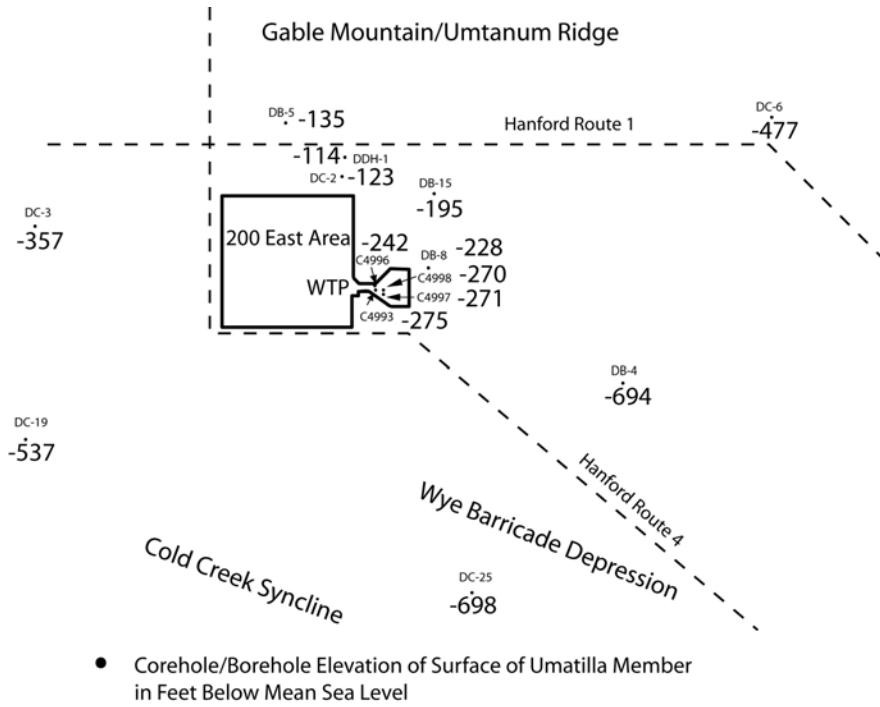 Gable Mountain/Umtanum Ridge
DC-6
DB-5
-135
-477
Hanford Route 1
-114
DDH-1
DC-2
-123
DB-15
-195
DC-3
-357
200 East Area
-242
-228
C4996
DB-8
C4998
-270
WTP
C4997
-271
C4993
-275
DB-4
-694
DC-19
-537
Hanford Route 4
Wye Barricade Depression
Cold Creek Syncline
DC-25
-698
Corehole/Borehole Elevation of Surface of Umatilla Member
in Feet Below Mean Sea Level